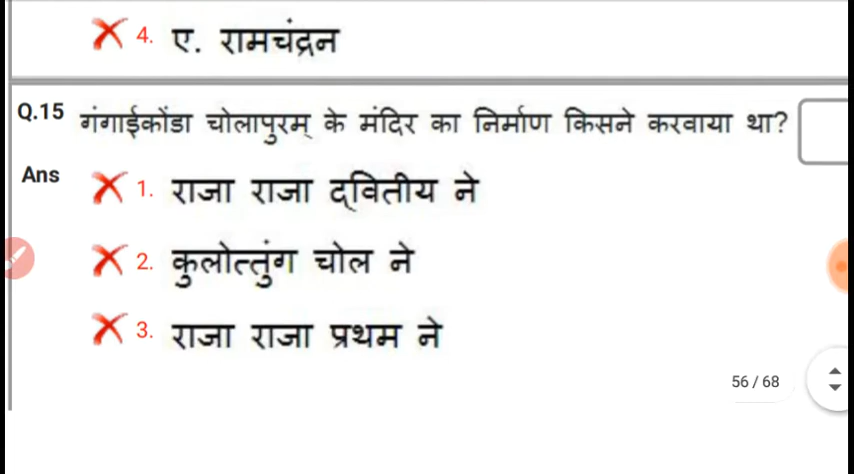 4. ए. रामचंद्रन
Q.15 गंगाईकोंडा चोलापुरम् के मंदिर का निर्माण किसने करवाया था?
Ans 1. राजा राजा द्वितीय ने
2. कुलोत्तुंग चोल ने
3. राजा राजा प्रथम ने
56 / 68